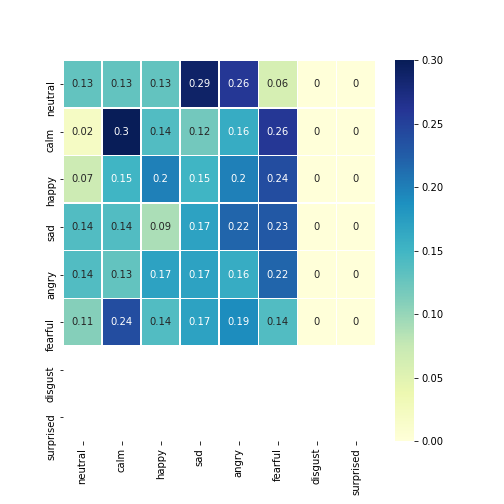 neutral 0.13 0.13 0.13 0.29 0.26 0.06 0 0
calm 0.02 0.3 0.14 0.12 0.16 0.26 0 0
happy 0.07 0.15 0.2 0.15 0.2 0.24 0 0
sad 0.14 0.14 0.09 0.17 0.22 0.23 0 0
angry 0.14 0.13 0.17 0.17 0.16 0.22 0 0
fearful 0.11 0.24 0.14 0.17 0.19 0.14 0 0
disgust
surprised
neutral calm happy sad angry fearful disgust surprised
0.30
0.25
0.20
0.15
0.10
0.05
0.00